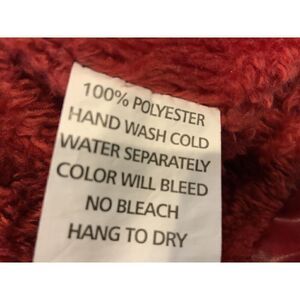 100% POLYESTER
HAND WASH COLD
WATER SEPARATELY
COLOR WILL BLEED
NO BLEACH
HANG TO DRY